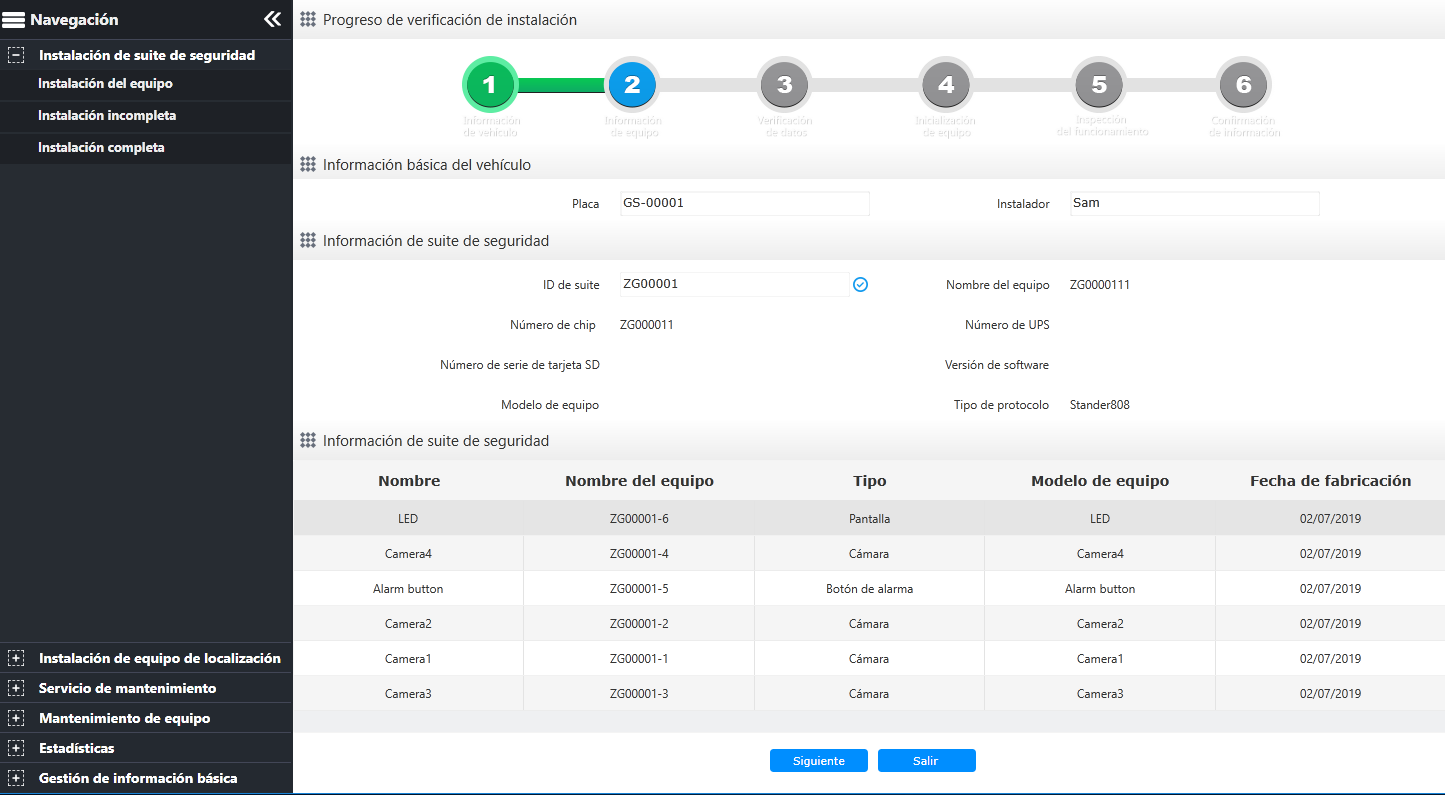 Navegación
Instalación de suite de seguridad
Instalación del equipo
Instalación incompleta
Instalación completa
Instalación de equipo de localización
Servicio de mantenimiento
Mantenimiento de equipo
Estadísticas
Gestión de información básica
Progreso de verificación de instalación
1 2 3 4 5 6
Información de vehículo
Información de equipo
Verificación de datos
Inicialización de equipo
Inspección del funcionamiento
Confirmación de información
Información básica del vehículo
Placa GS-00001 Instalador Sam
Información de suite de seguridad
ID de suite ZG00001 Nombre del equipo ZG0000111
Número de chip ZG000011 Número de UPS
Número de serie de tarjeta SD Versión de software
Modelo de equipo Tipo de protocolo Stander808
Información de suite de seguridad
Nombre Nombre del equipo Tipo Modelo de equipo Fecha de fabricación
LED ZG00001-6 Pantalla LED 02/07/2019
Camera4 ZG00001-4 Cámara Camera4 02/07/2019
Alarm button ZG00001-5 Botón de alarma Alarm button 02/07/2019
Camera2 ZG00001-2 Cámara Camera2 02/07/2019
Camera1 ZG00001-1 Cámara Camera1 02/07/2019
Camera3 ZG00001-3 Cámara Camera3 02/07/2019
Siguiente Salir